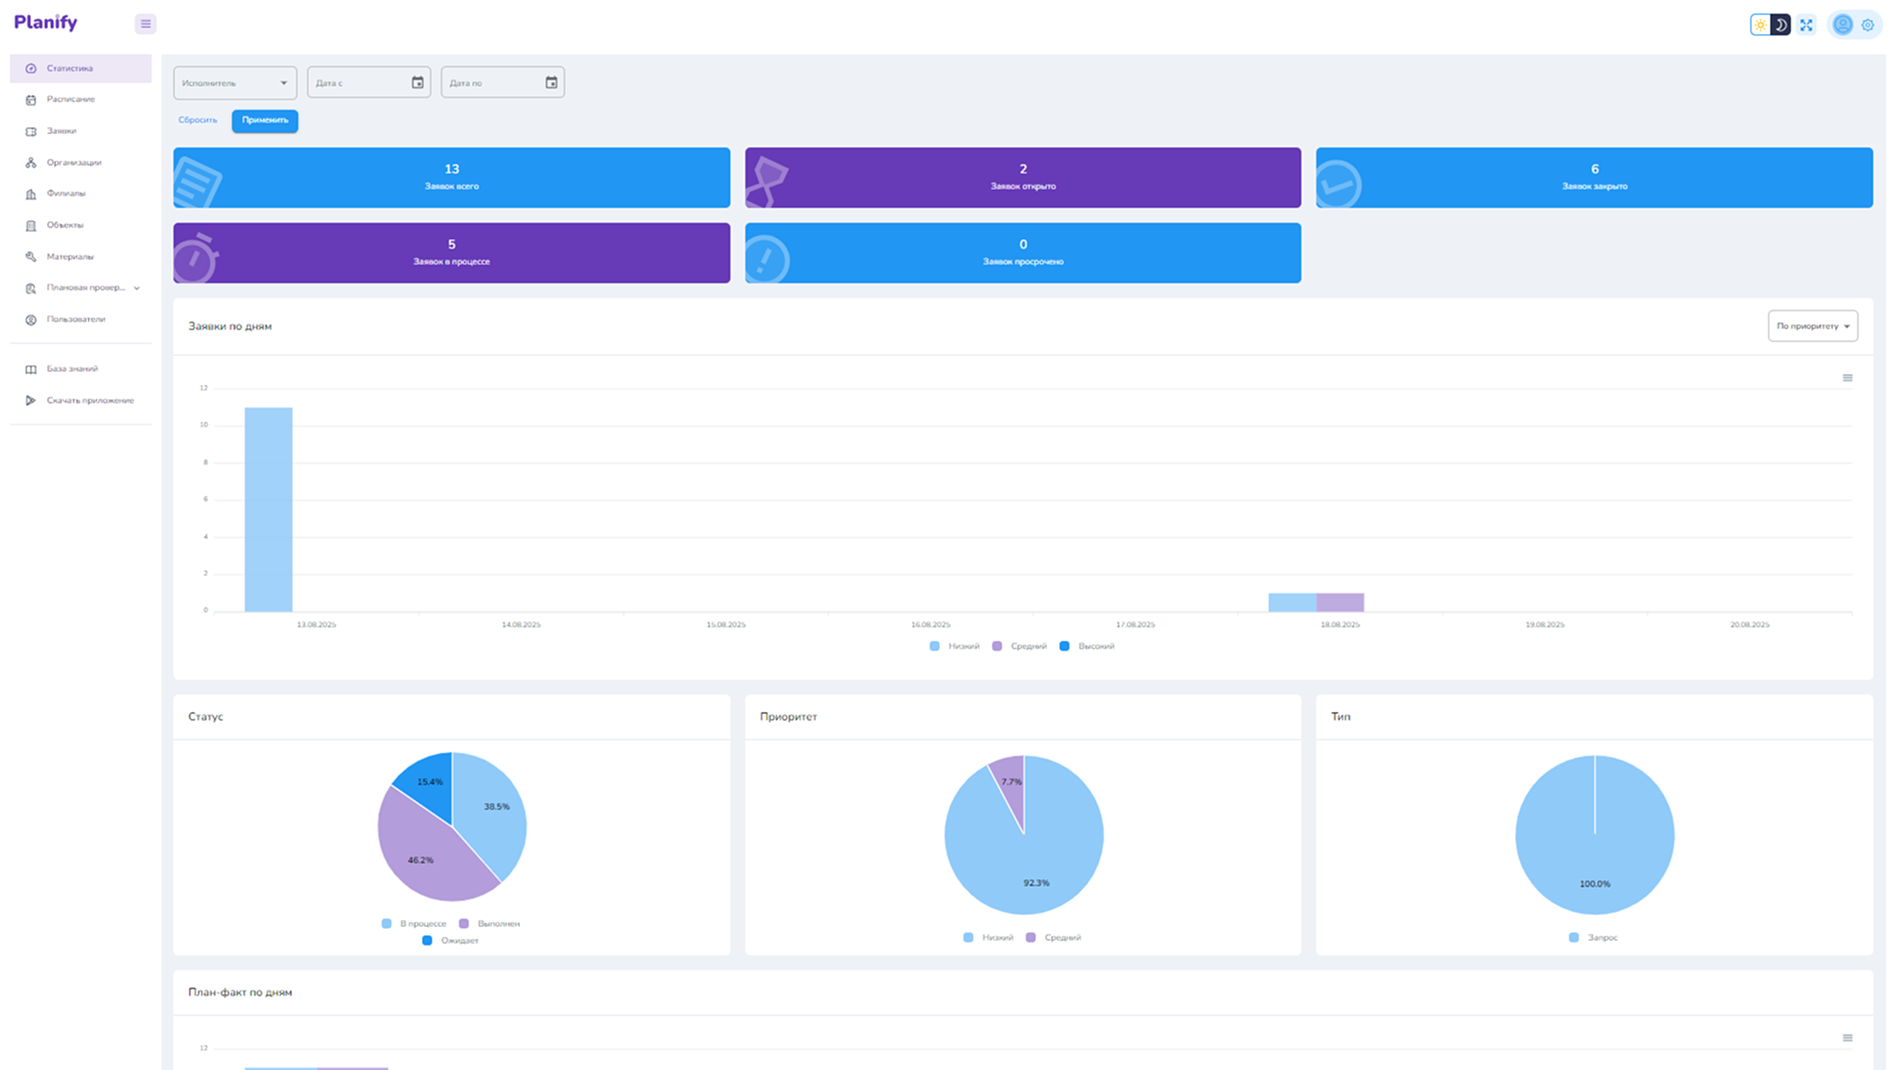 Planify
Статистика
Расписание
Заявки
Организации
Филиалы
Объекты
Материалы
Плановая провер...
Пользователи
База знаний
Скачать приложение
Исполнитель
Дата с
Дата по
Сбросить
Применить
13
Заявок всего
2
Заявок открыто
6
Заявок закрыто
5
Заявок в процессе
0
Заявок просрочено
Заявки по дням
По приоритету
12
10
8
6
4
2
0
13.08.2025 14.08.2025 15.08.2025 16.08.2025 17.08.2025 18.08.2025 19.08.2025 20.08.2025
Низкий Средний Высокий
Статус
15.4%
38.5%
46.2%
В процессе Выполнен
Ожидает
Приоритет
7.7%
92.3%
Низкий Средний
Тип
100.0%
Запрос
План-факт по дням
12